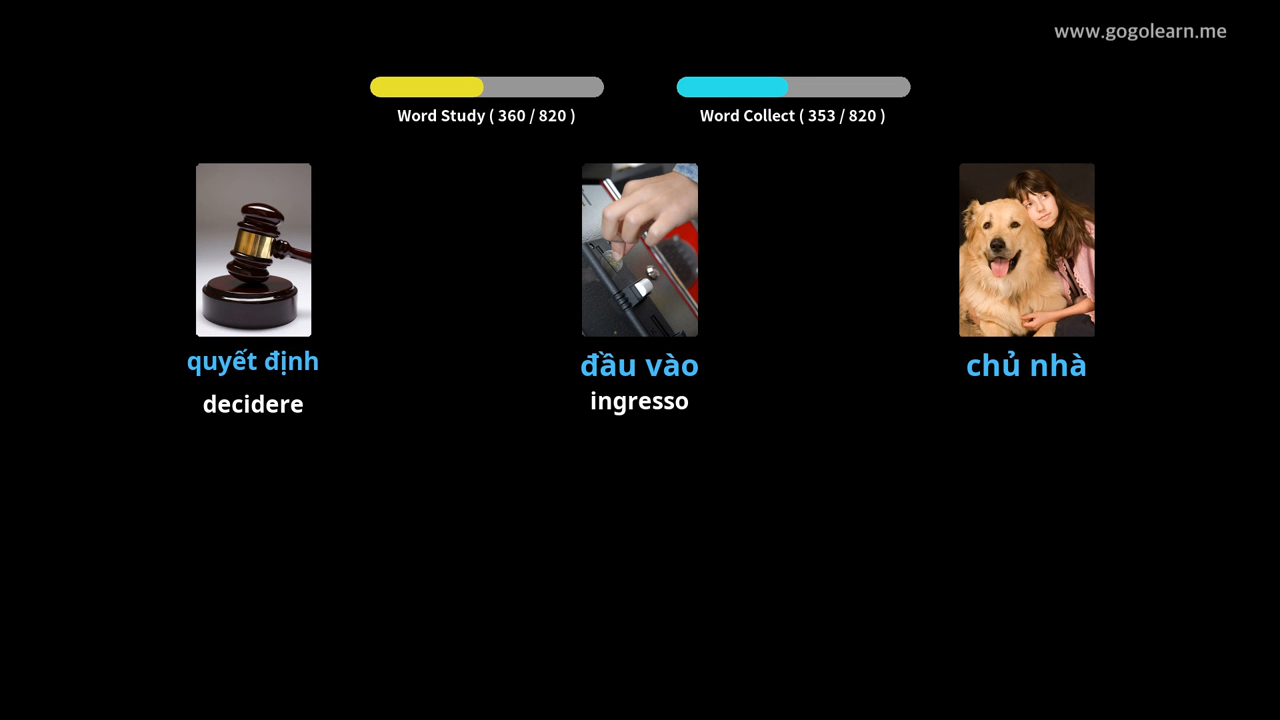 www.gogolearn.me
Word Study ( 360 / 820 )
Word Collect ( 353 / 820 )
quyết định
decidere
đầu vào
ingresso
chủ nhà